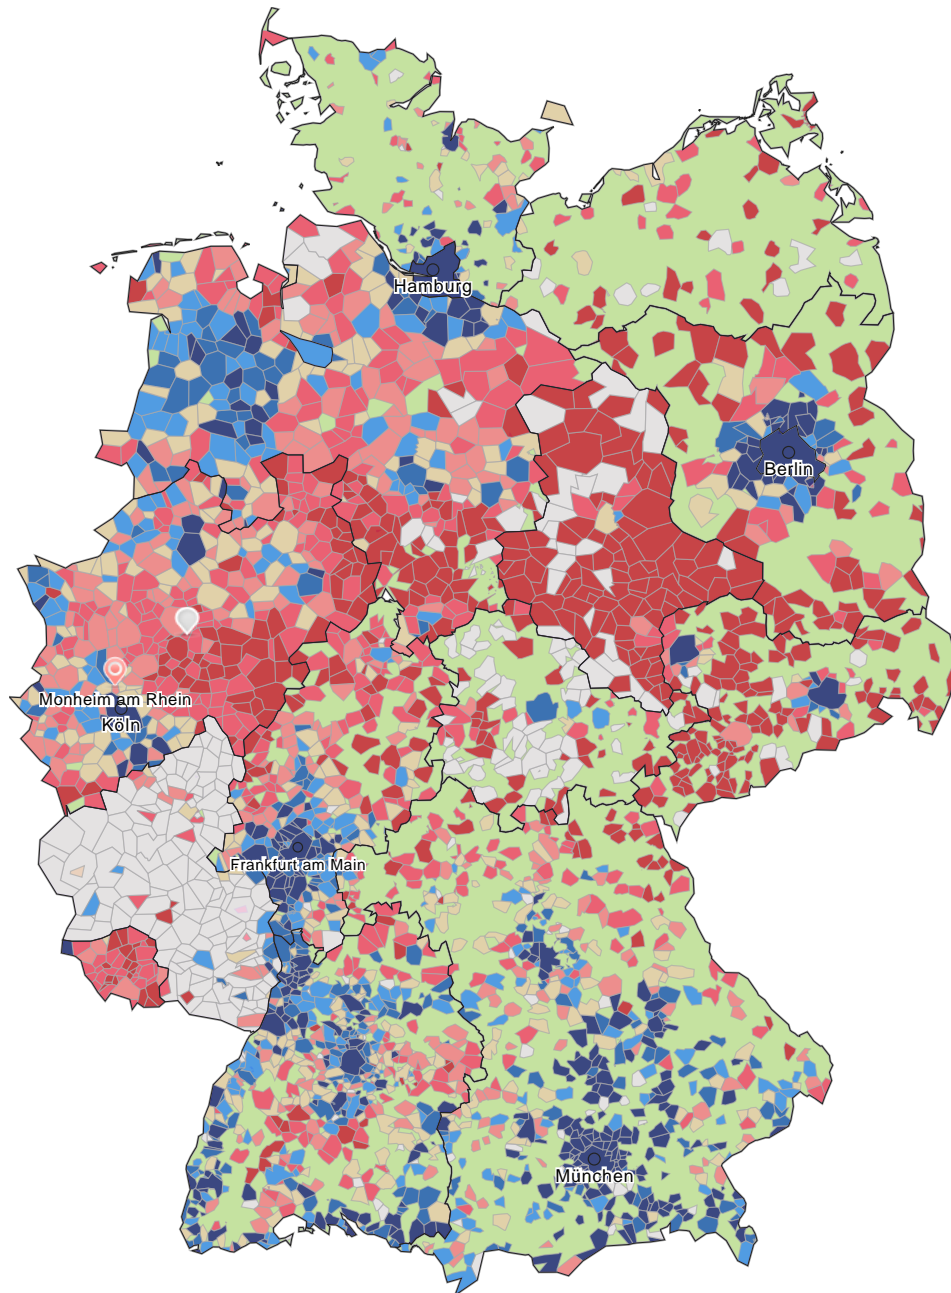 Hamburg
Berlin
Monheim am Rhein
Köln
Frankfurt am Main
München